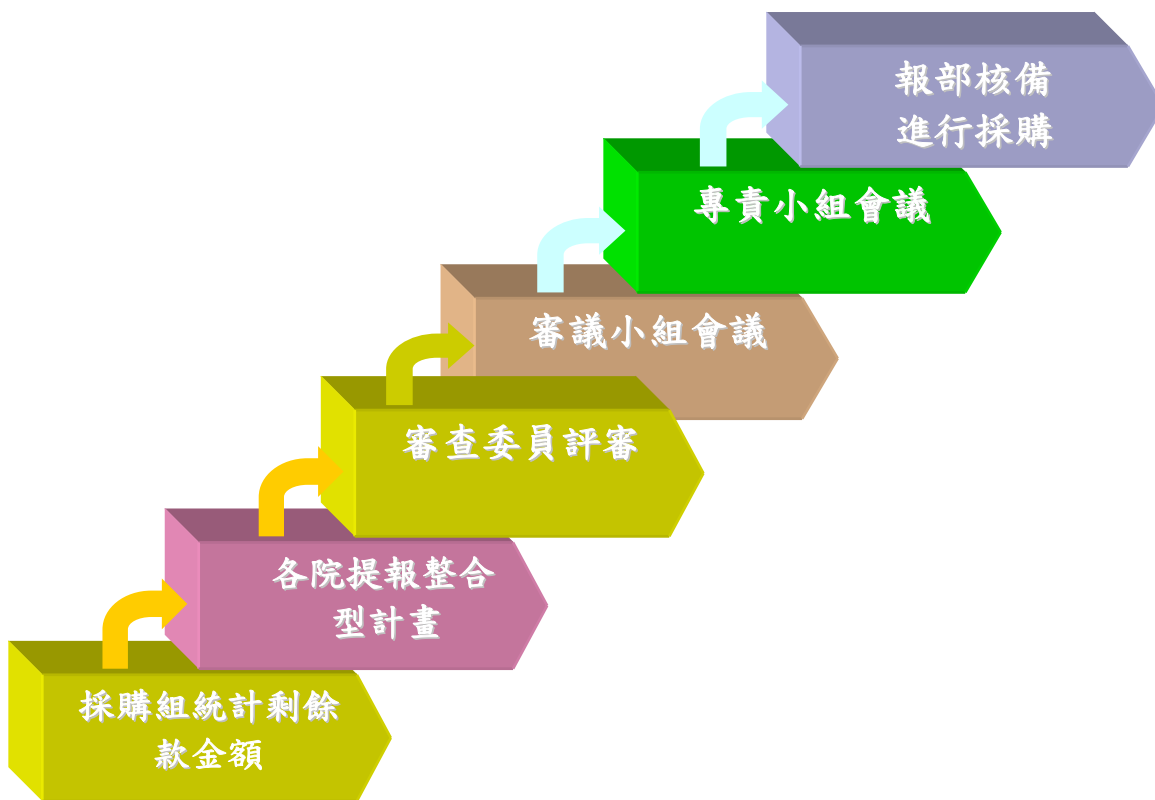 報部核備
進行採購
專責小組會議
審議小組會議
審查委員評審
各院提報整合
型計畫
採購組統計剩餘
款金額